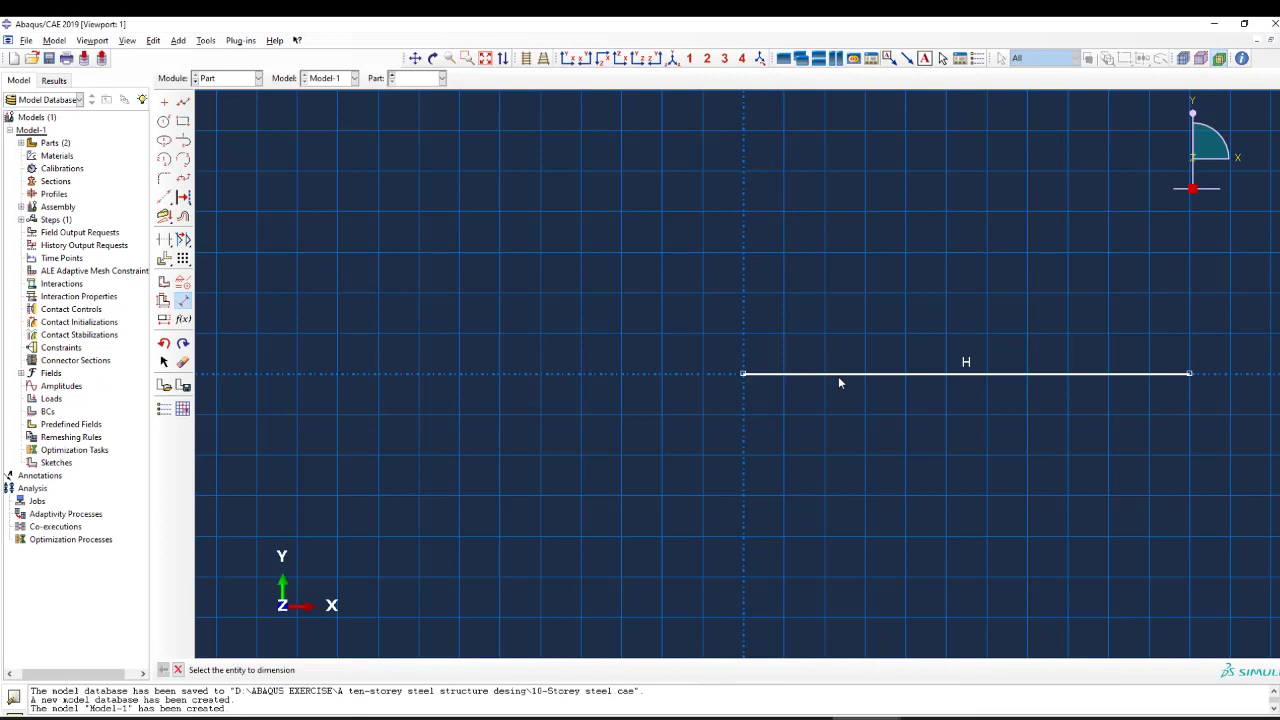 Abaqus/CAE 2019 [Viewport: 1]
File Model Viewport View Edit Add Tools Plug-ins Help
1 2 3 4 A All
Model Results Module: Part Model: Model-1 Part:
Model Database
Models (1)
Model-1
Parts (2)
Materials
Calibrations
Sections
Profiles
Assembly
Steps (1)
Field Output Requests
History Output Requests
Time Points
ALE Adaptive Mesh Constraint
Interactions
Interaction Properties
Contact Controls
Contact Initializations
Contact Stabilizations
Constraints
Connector Sections
Fields
Amplitudes
Loads
BCs
Predefined Fields
Remeshing Rules
Optimization Tasks
Sketches
Annotations
Analysis
Jobs
Adaptivity Processes
Co-executions
Optimization Processes
f(x)
Y
Z X
H
Y
Z X
Select the entity to dimension
SIMUL
The model database has been saved to "D:\ABAQUS EXERCISE\A ten-storey steel structure desing\10-Storey steel cae".
A new model database has been created.
The model "Model-1" has been created.